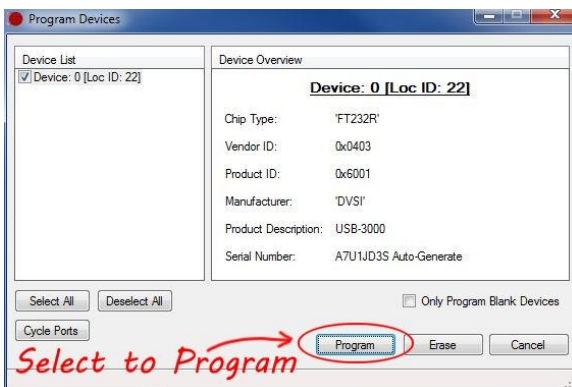 Program Devices
Device List
Device: 0 [Loc ID: 22]
Device Overview
Device: 0 [Loc ID: 22]
Chip Type: 'FT232R'
Vendor ID: 0x0403
Product ID: 0x6001
Manufacturer: 'DVSI'
Product Description: USB-3000
Serial Number: A7U1JD3S Auto-Generate
Select All Deselect All Only Program Blank Devices
Cycle Ports
Program Erase Cancel
Select to Program